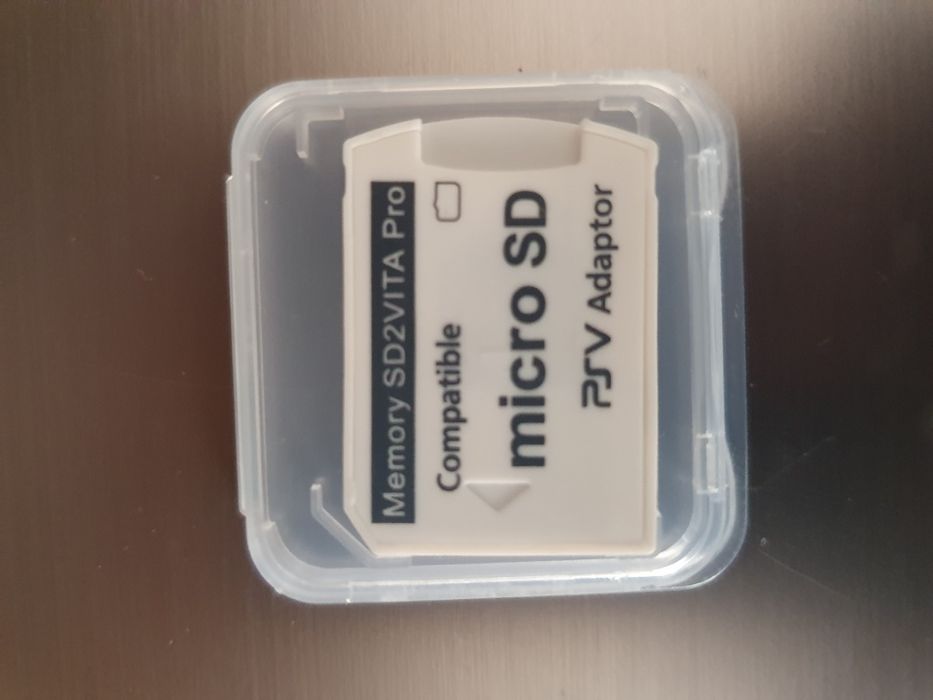 Memory SD2VITA Pro
Compatible
micro SD
PSV Adaptor